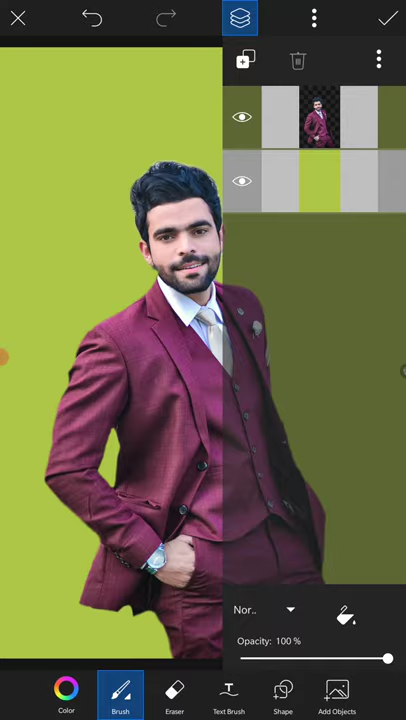 Nor..
Opacity: 100 %
Color
Brush
Eraser
Text Brush
Shape
Add Objects